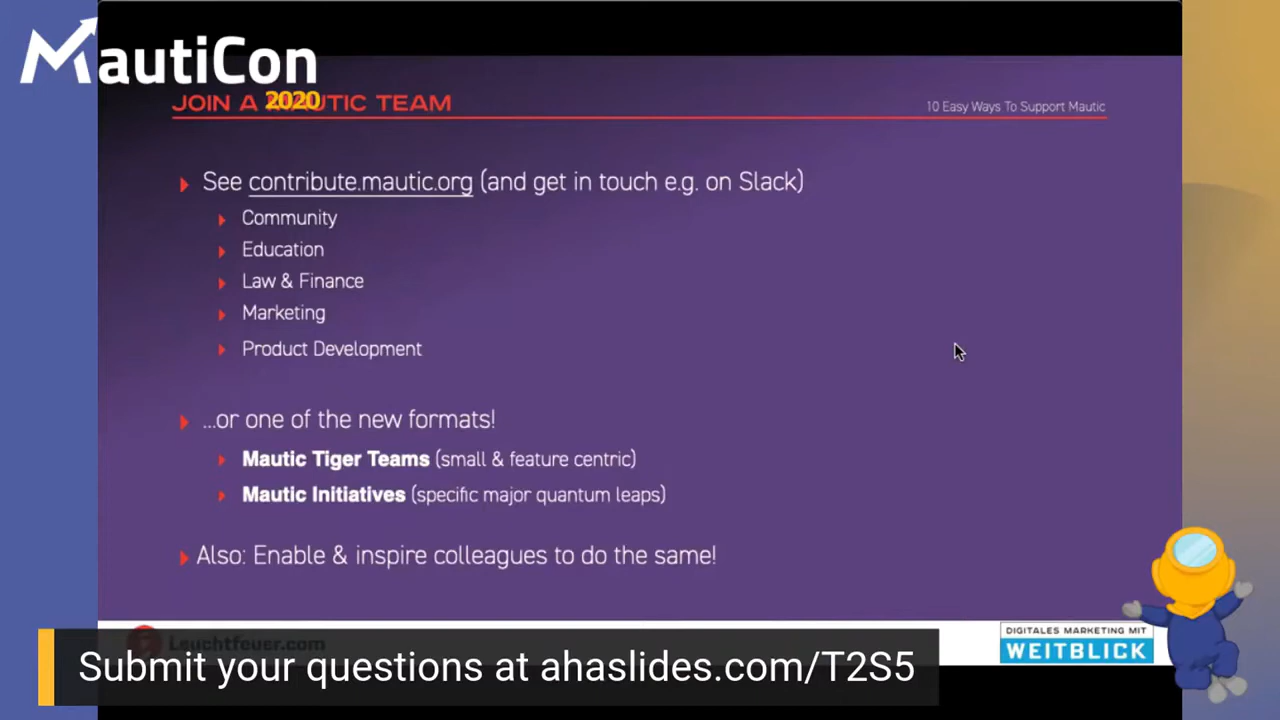 MautiCon
2020
JOIN A MAUTIC TEAM
10 Easy Ways To Support Mautic
See contribute.mautic.org (and get in touch e.g. on Slack)
Community
Education
Law & Finance
Marketing
Product Development
...or one of the new formats!
Mautic Tiger Teams (small & feature centric)
Mautic Initiatives (specific major quantum leaps)
Also: Enable & inspire colleagues to do the same!
Leuchtfeuer.com
DIGITALES MARKETING MIT
WEITBLICK
Submit your questions at ahaslides.com/T2S5